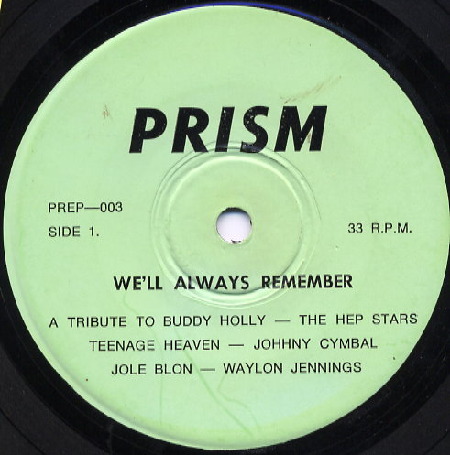 PRISM
PREP—003
SIDE 1.
33 R.P.M.
WE'LL ALWAYS REMEMBER
A TRIBUTE TO BUDDY HOLLY — THE HEP STARS
TEENAGE HEAVEN — JOHHNY CYMBAL
JOLE BLON — WAYLON JENNINGS